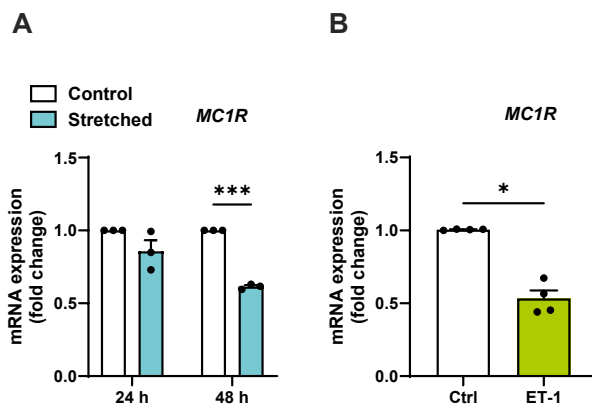 A
Control
Stretched
MC1R
mRNA expression
(fold change)
1.5
1.0
0.5
0.0
***
24 h
48 h
B
MC1R
mRNA expression
(fold change)
1.5
1.0
0.5
0.0
*
Ctrl
ET-1